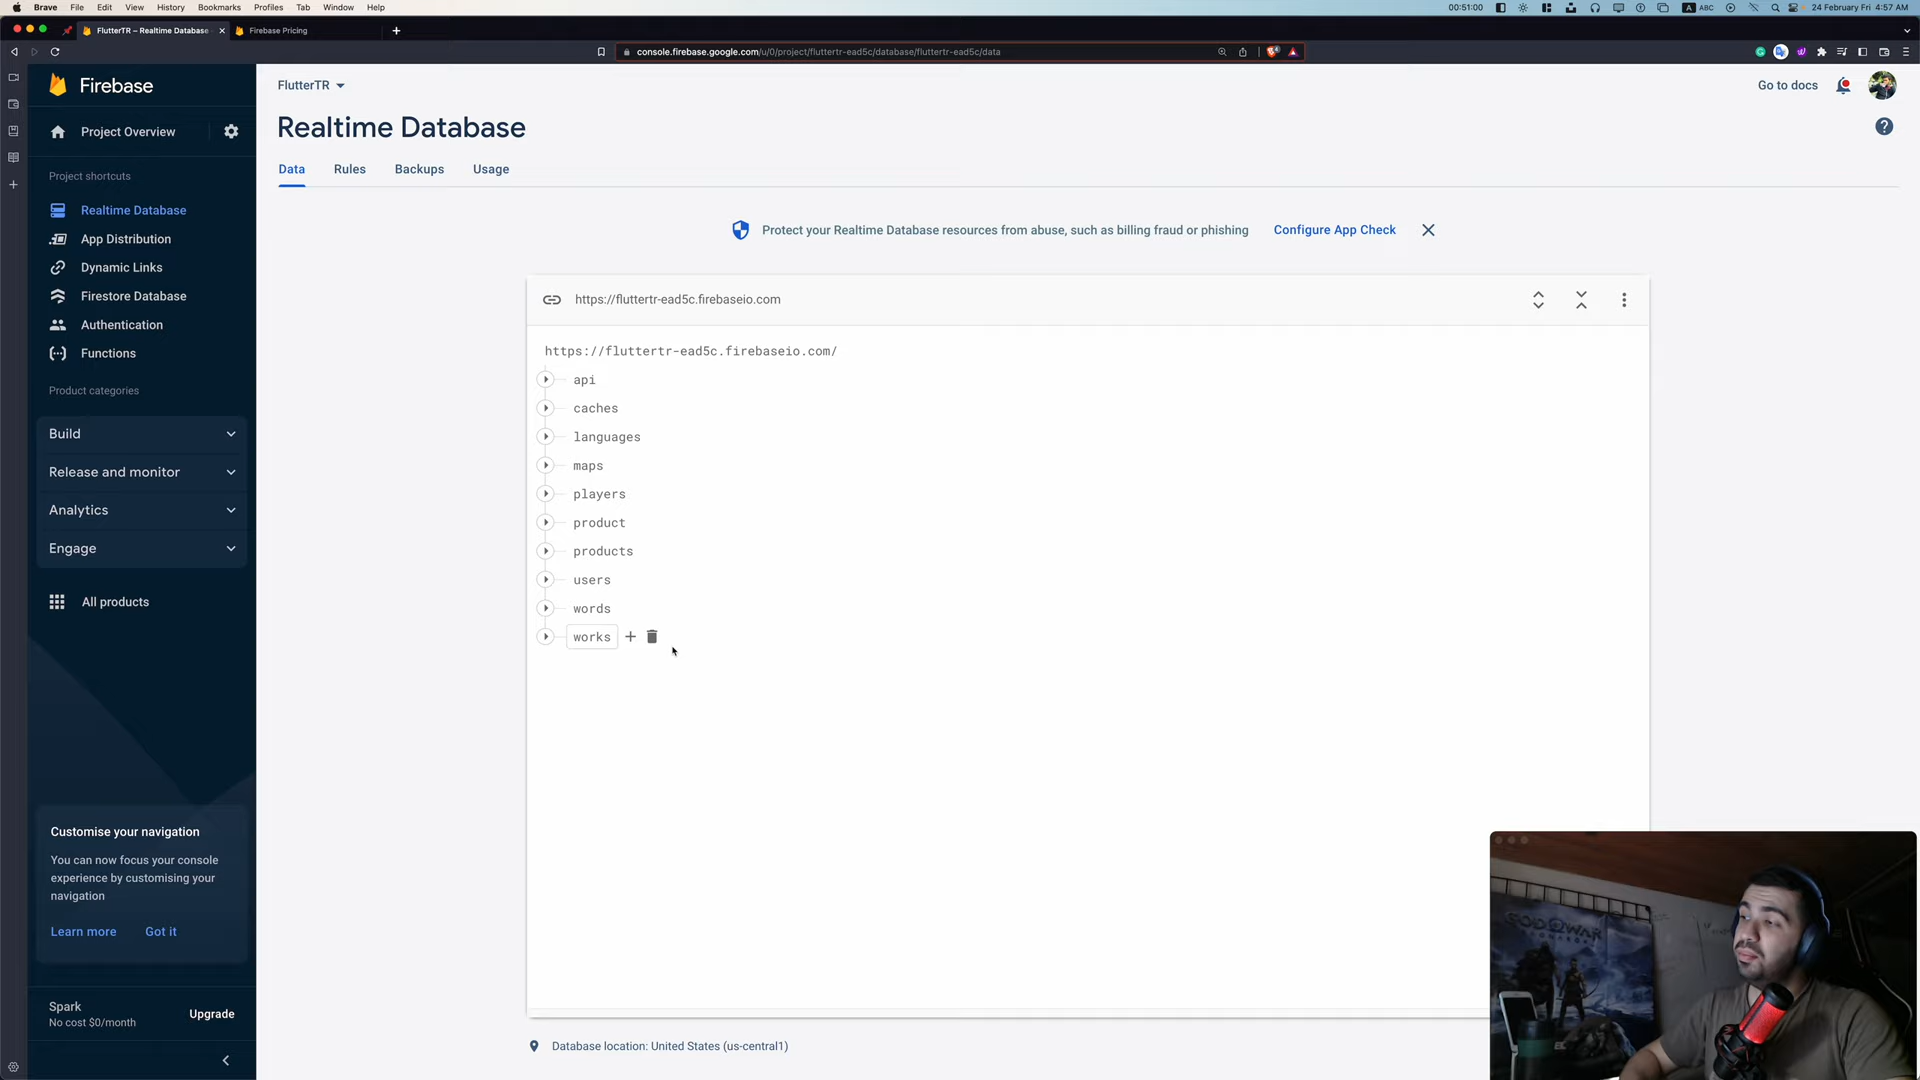 Brave File Edit View History Bookmarks Profiles Tab Window Help
00:51:00
A ABC
24 February Fri 4:57 AM
FlutterTR – Realtime Database
Firebase Pricing
console.firebase.google.com/u/0/project/fluttertr-ead5c/database/fluttertr-ead5c/data
Firebase
FlutterTR
Go to docs
Project Overview
Realtime Database
Data Rules Backups Usage
Project shortcuts
Realtime Database
App Distribution
Dynamic Links
Firestore Database
Authentication
Functions
Product categories
Build
Release and monitor
Analytics
Engage
All products
Protect your Realtime Database resources from abuse, such as billing fraud or phishing
Configure App Check
https://fluttertr-ead5c.firebaseio.com
https://fluttertr-ead5c.firebaseio.com/
api
caches
languages
maps
players
product
products
users
words
works
Customise your navigation
You can now focus your console
experience by customising your
navigation
Learn more Got it
Spark
No cost $0/month
Upgrade
Database location: United States (us-central1)
GOD OF WAR